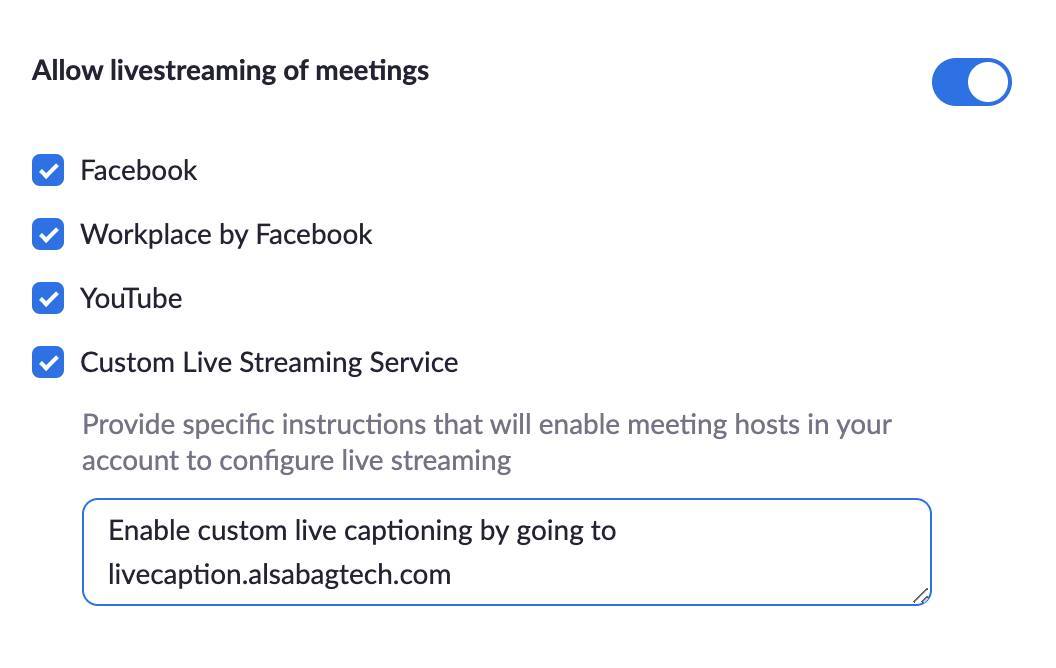 Allow livestreaming of meetings
Facebook
Workplace by Facebook
YouTube
Custom Live Streaming Service
Provide specific instructions that will enable meeting hosts in your
account to configure live streaming
Enable custom live captioning by going to
livecaption.alsabagtech.com